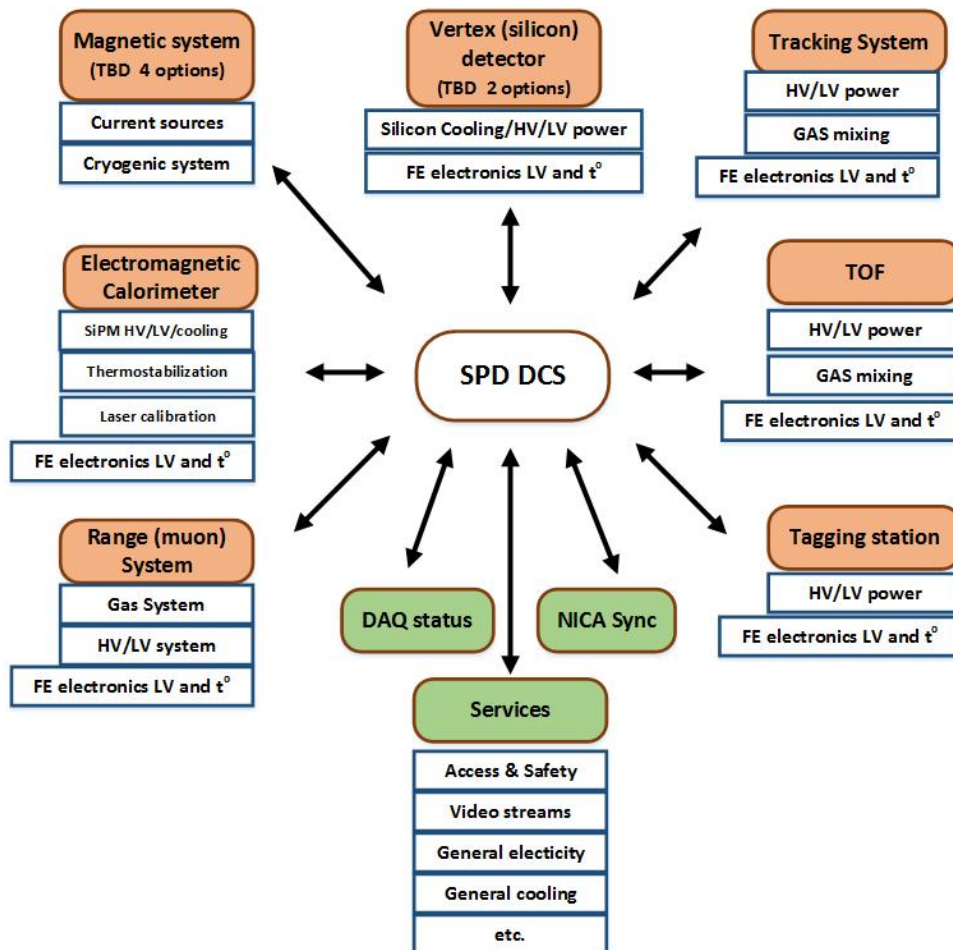 Magnetic system
(TBD 4 options)
Current sources
Cryogenic system
Vertex (silicon)
detector
(TBD 2 options)
Silicon Cooling/HV/LV power
FE electronics LV and t°
Tracking System
HV/LV power
GAS mixing
FE electronics LV and t°
Electromagnetic
Calorimeter
SiPM HV/LV/cooling
Thermostabilization
Laser calibration
FE electronics LV and t°
SPD DCS
TOF
HV/LV power
GAS mixing
FE electronics LV and t°
Range (muon)
System
Gas System
HV/LV system
FE electronics LV and t°
DAQ status
NICA Sync
Tagging station
HV/LV power
FE electronics LV and t°
Services
Access & Safety
Video streams
General electicity
General cooling
etc.